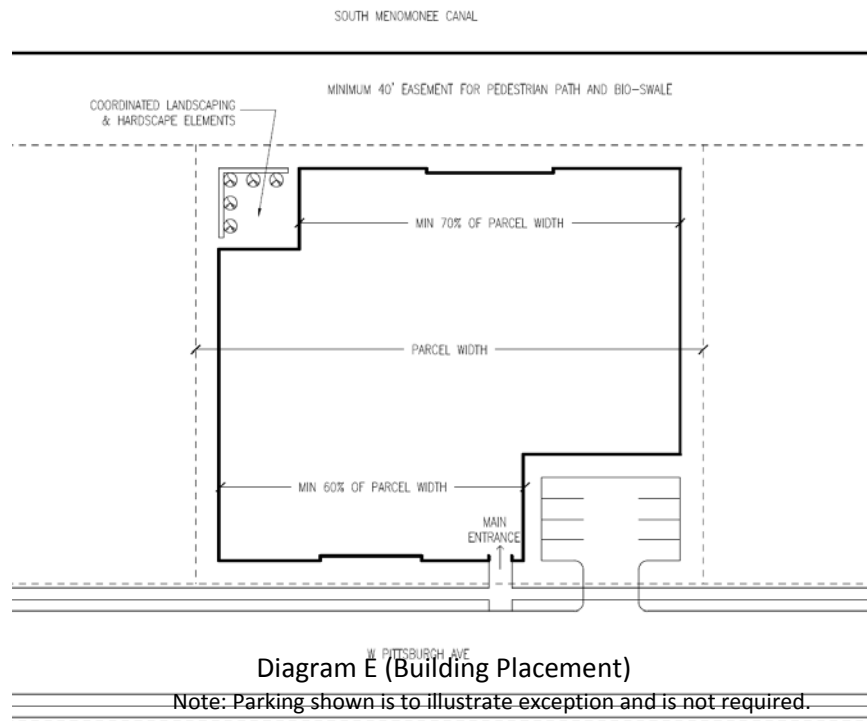 SOUTH MENOMONEE CANAL
MINIMUM 40' EASEMENT FOR PEDESTRIAN PATH AND BIO-SWALE
COORDINATED LANDSCAPING
& HARDSCAPE ELEMENTS
MIN 70% OF PARCEL WIDTH
PARCEL WIDTH
MIN 60% OF PARCEL WIDTH
MAIN
ENTRANCE
W PITTSBURGH AVE
Diagram E (Building Placement)
Note: Parking shown is to illustrate exception and is not required.